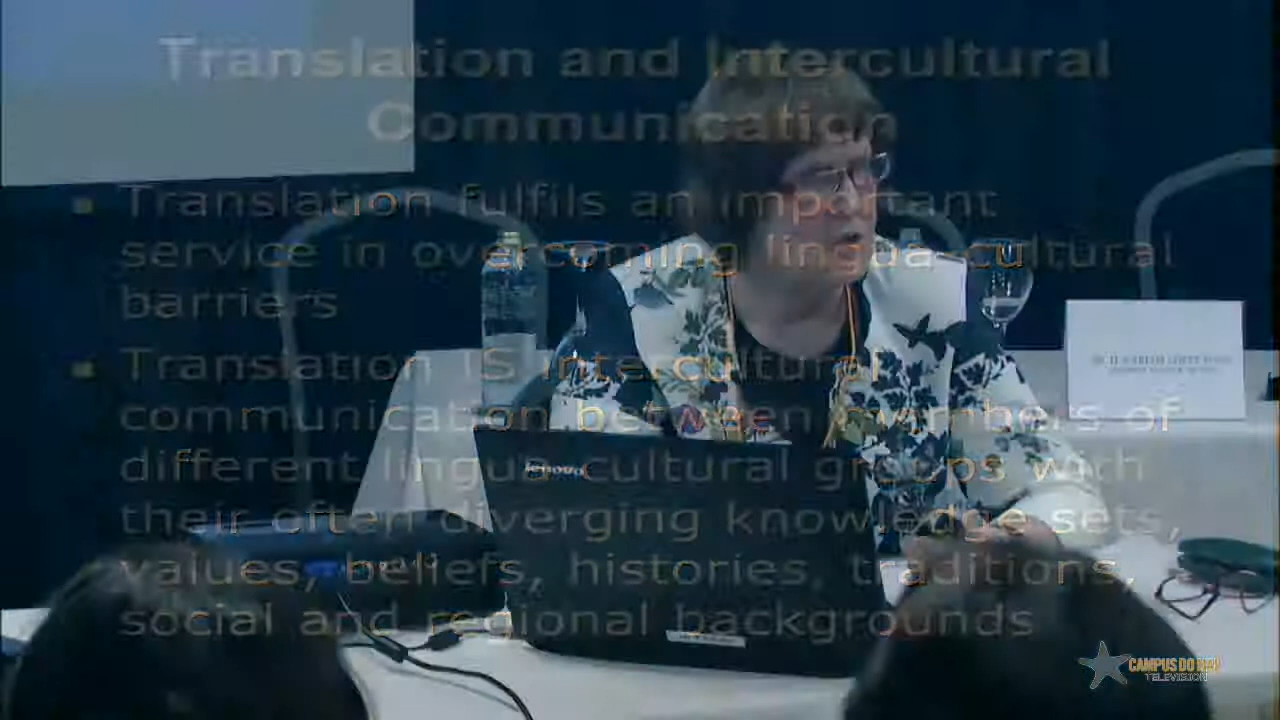 Translation and Intercultural
Communication
Translation fulfils an important
service in overcoming lingua-cultural
barriers
Translation IS intercultural
communication between members of
different lingua-cultural groups with
their often diverging knowledge sets,
values, beliefs, histories, traditions,
social and regional backgrounds
lenovo
CAMPUS DO
TELEVISION